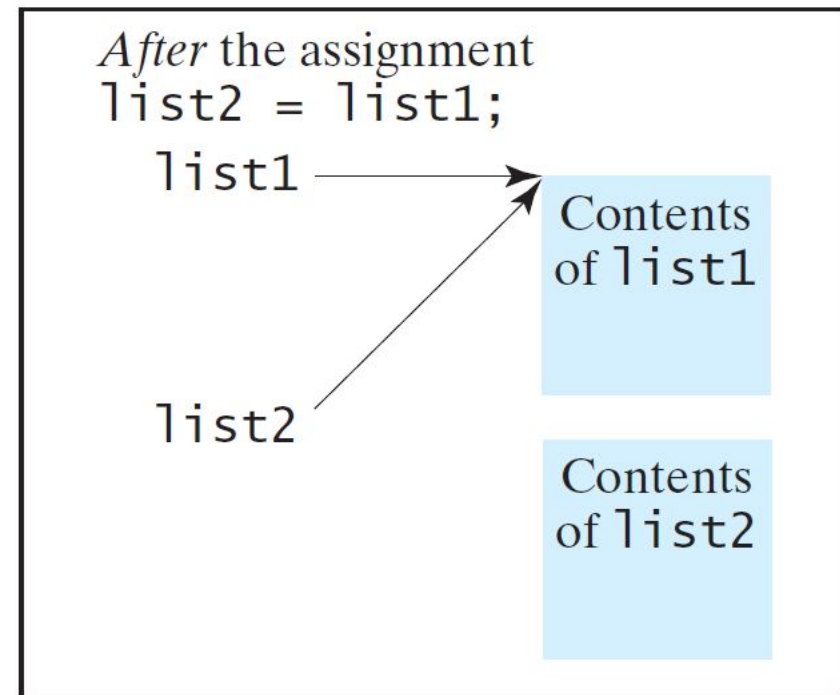 After the assignment
list2 = list1;
list1
Contents
of list1
list2
Contents
of list2